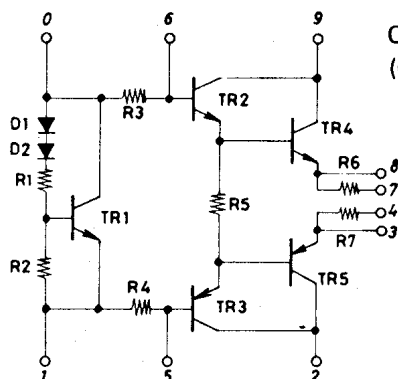 0 6 9 C
(
R3 TR2
D1
D2 TR4
R1 R6 8
7
TR1 R5 4
R7 3
R2
R4 TR3 TR5
1 5 2